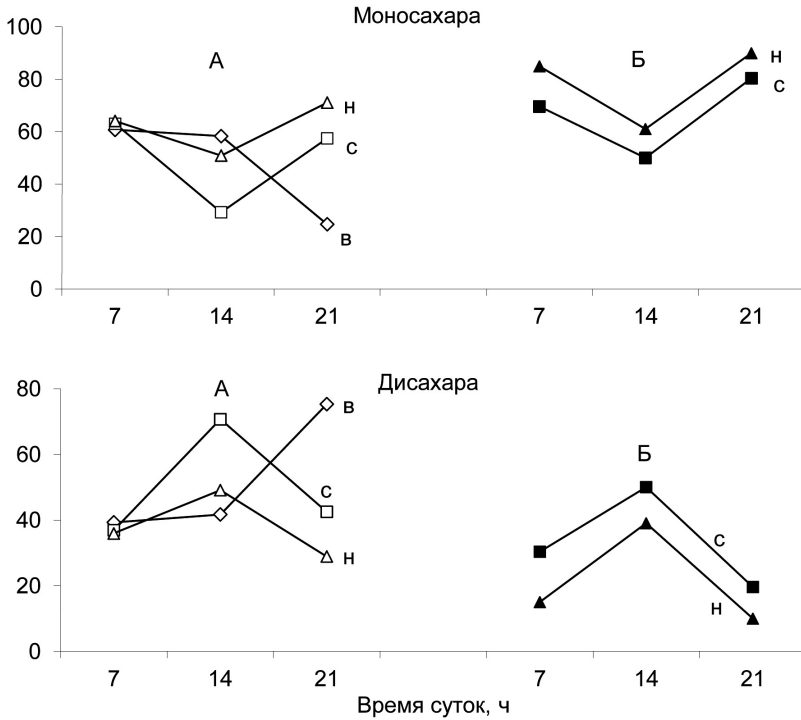 Моносахара
100
80
60
40
20
0
А
Б
н
с
в
н
с
7 14 21 7 14 21
Дисахара
80
60
40
20
0
А
Б
в
с
н
с
н
7 14 21 7 14 21
Время суток, ч